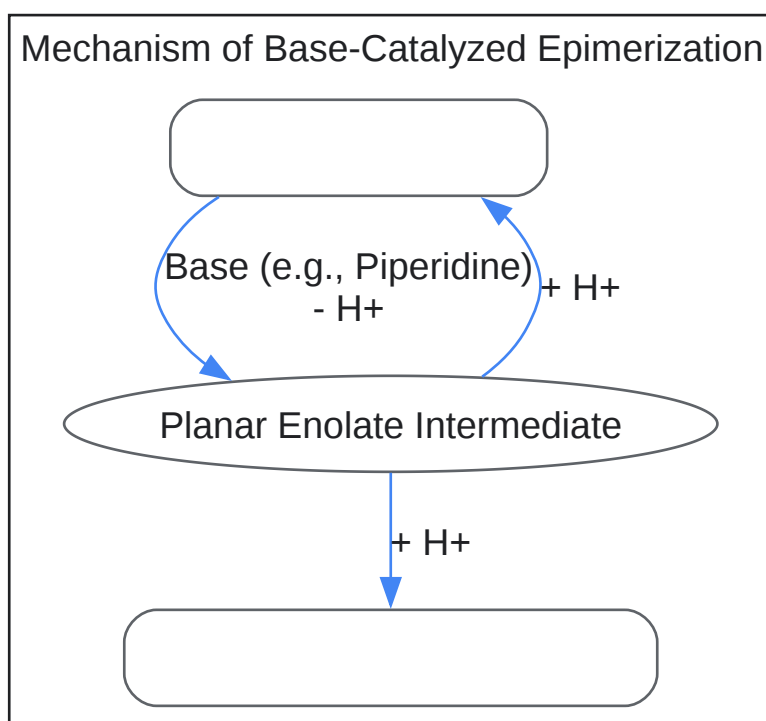 Mechanism of Base-Catalyzed Epimerization
Base (e.g., Piperidine)
- H+
+ H+
Planar Enolate Intermediate
+ H+